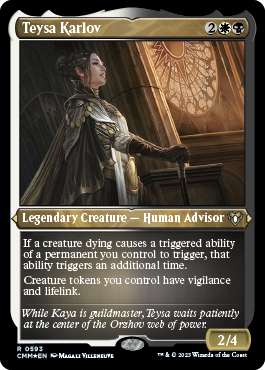 Teysa Karlov 2
Legendary Creature — Human Advisor
If a creature dying causes a triggered ability
of a permanent you control to trigger, that
ability triggers an additional time.
Creature tokens you control have vigilance
and lifelink.
While Kaya is guildmaster, Teysa waits patiently
at the center of the Orzhov web of power.
2/4
R 0593
CMM★EN MAGALI VILLENEUVE ™ & © 2023 Wizards of the Coast